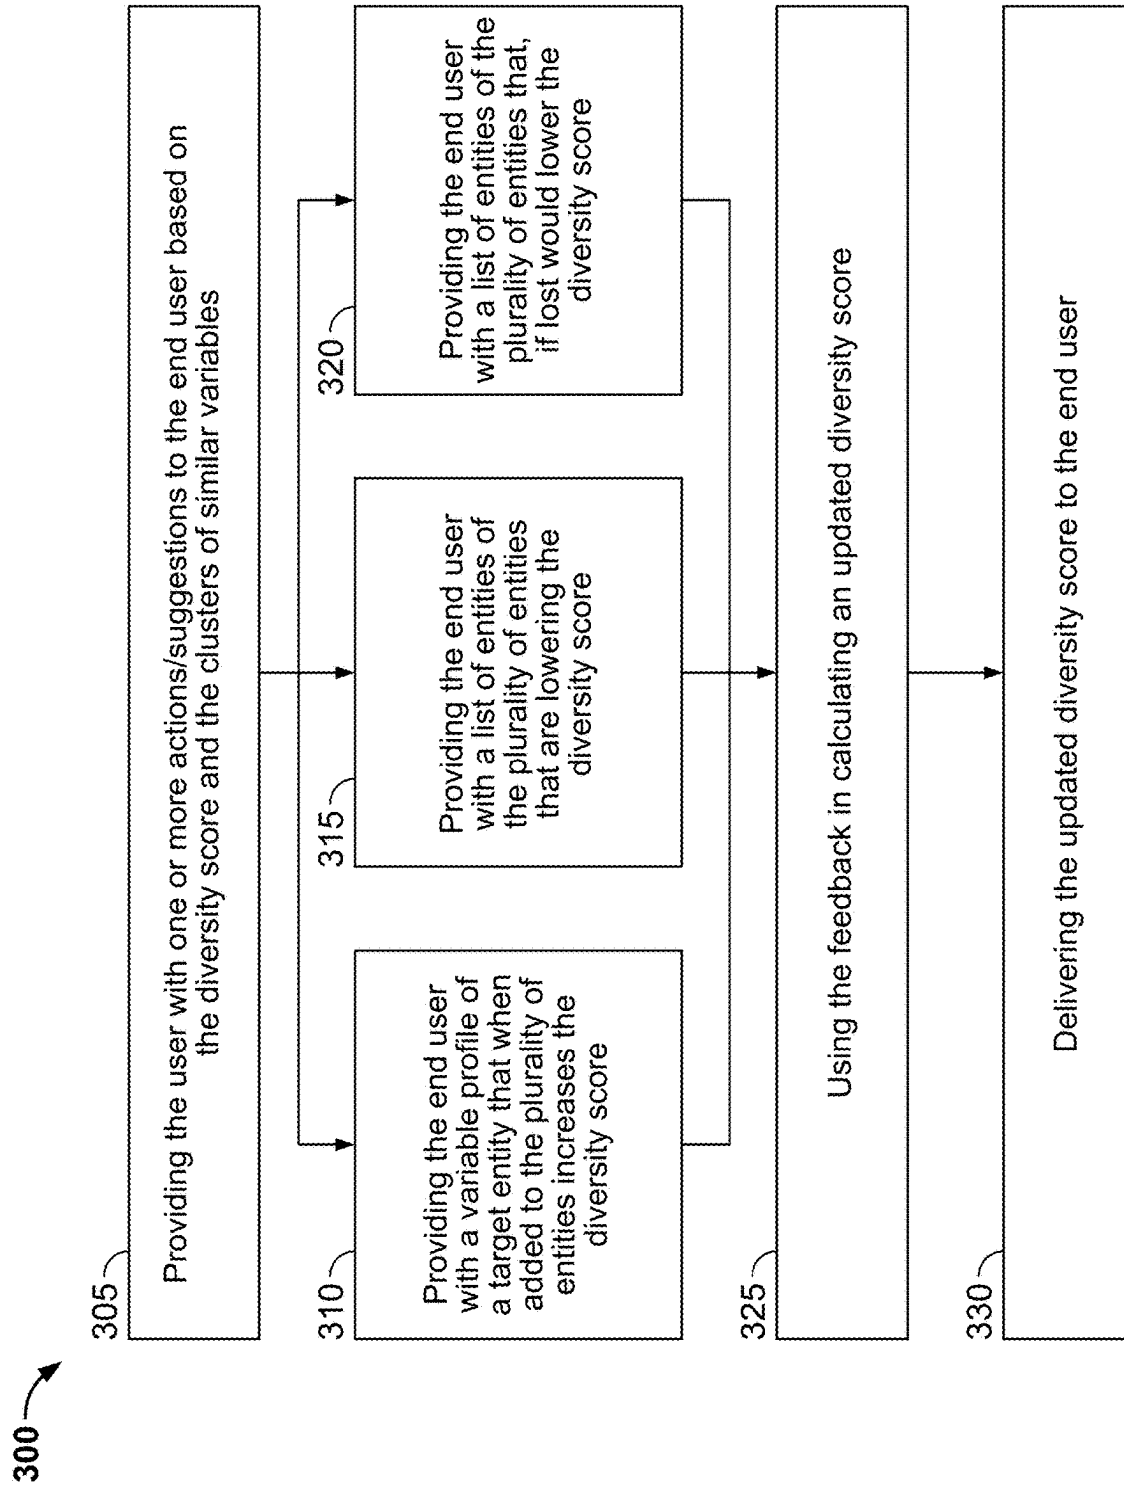 300
305
Providing the user with one or more actions/suggestions to the end user based on
the diversity score and the clusters of similar variables
310
Providing the end user
with a variable profile of
a target entity that when
added to the plurality of
entities increases the
diversity score
315
Providing the end user
with a list of entities of
the plurality of entities
that are lowering the
diversity score
320
Providing the end user
with a list of entities of the
plurality of entities that,
if lost would lower the
diversity score
325
Using the feedback in calculating an updated diversity score
330
Delivering the updated diversity score to the end user